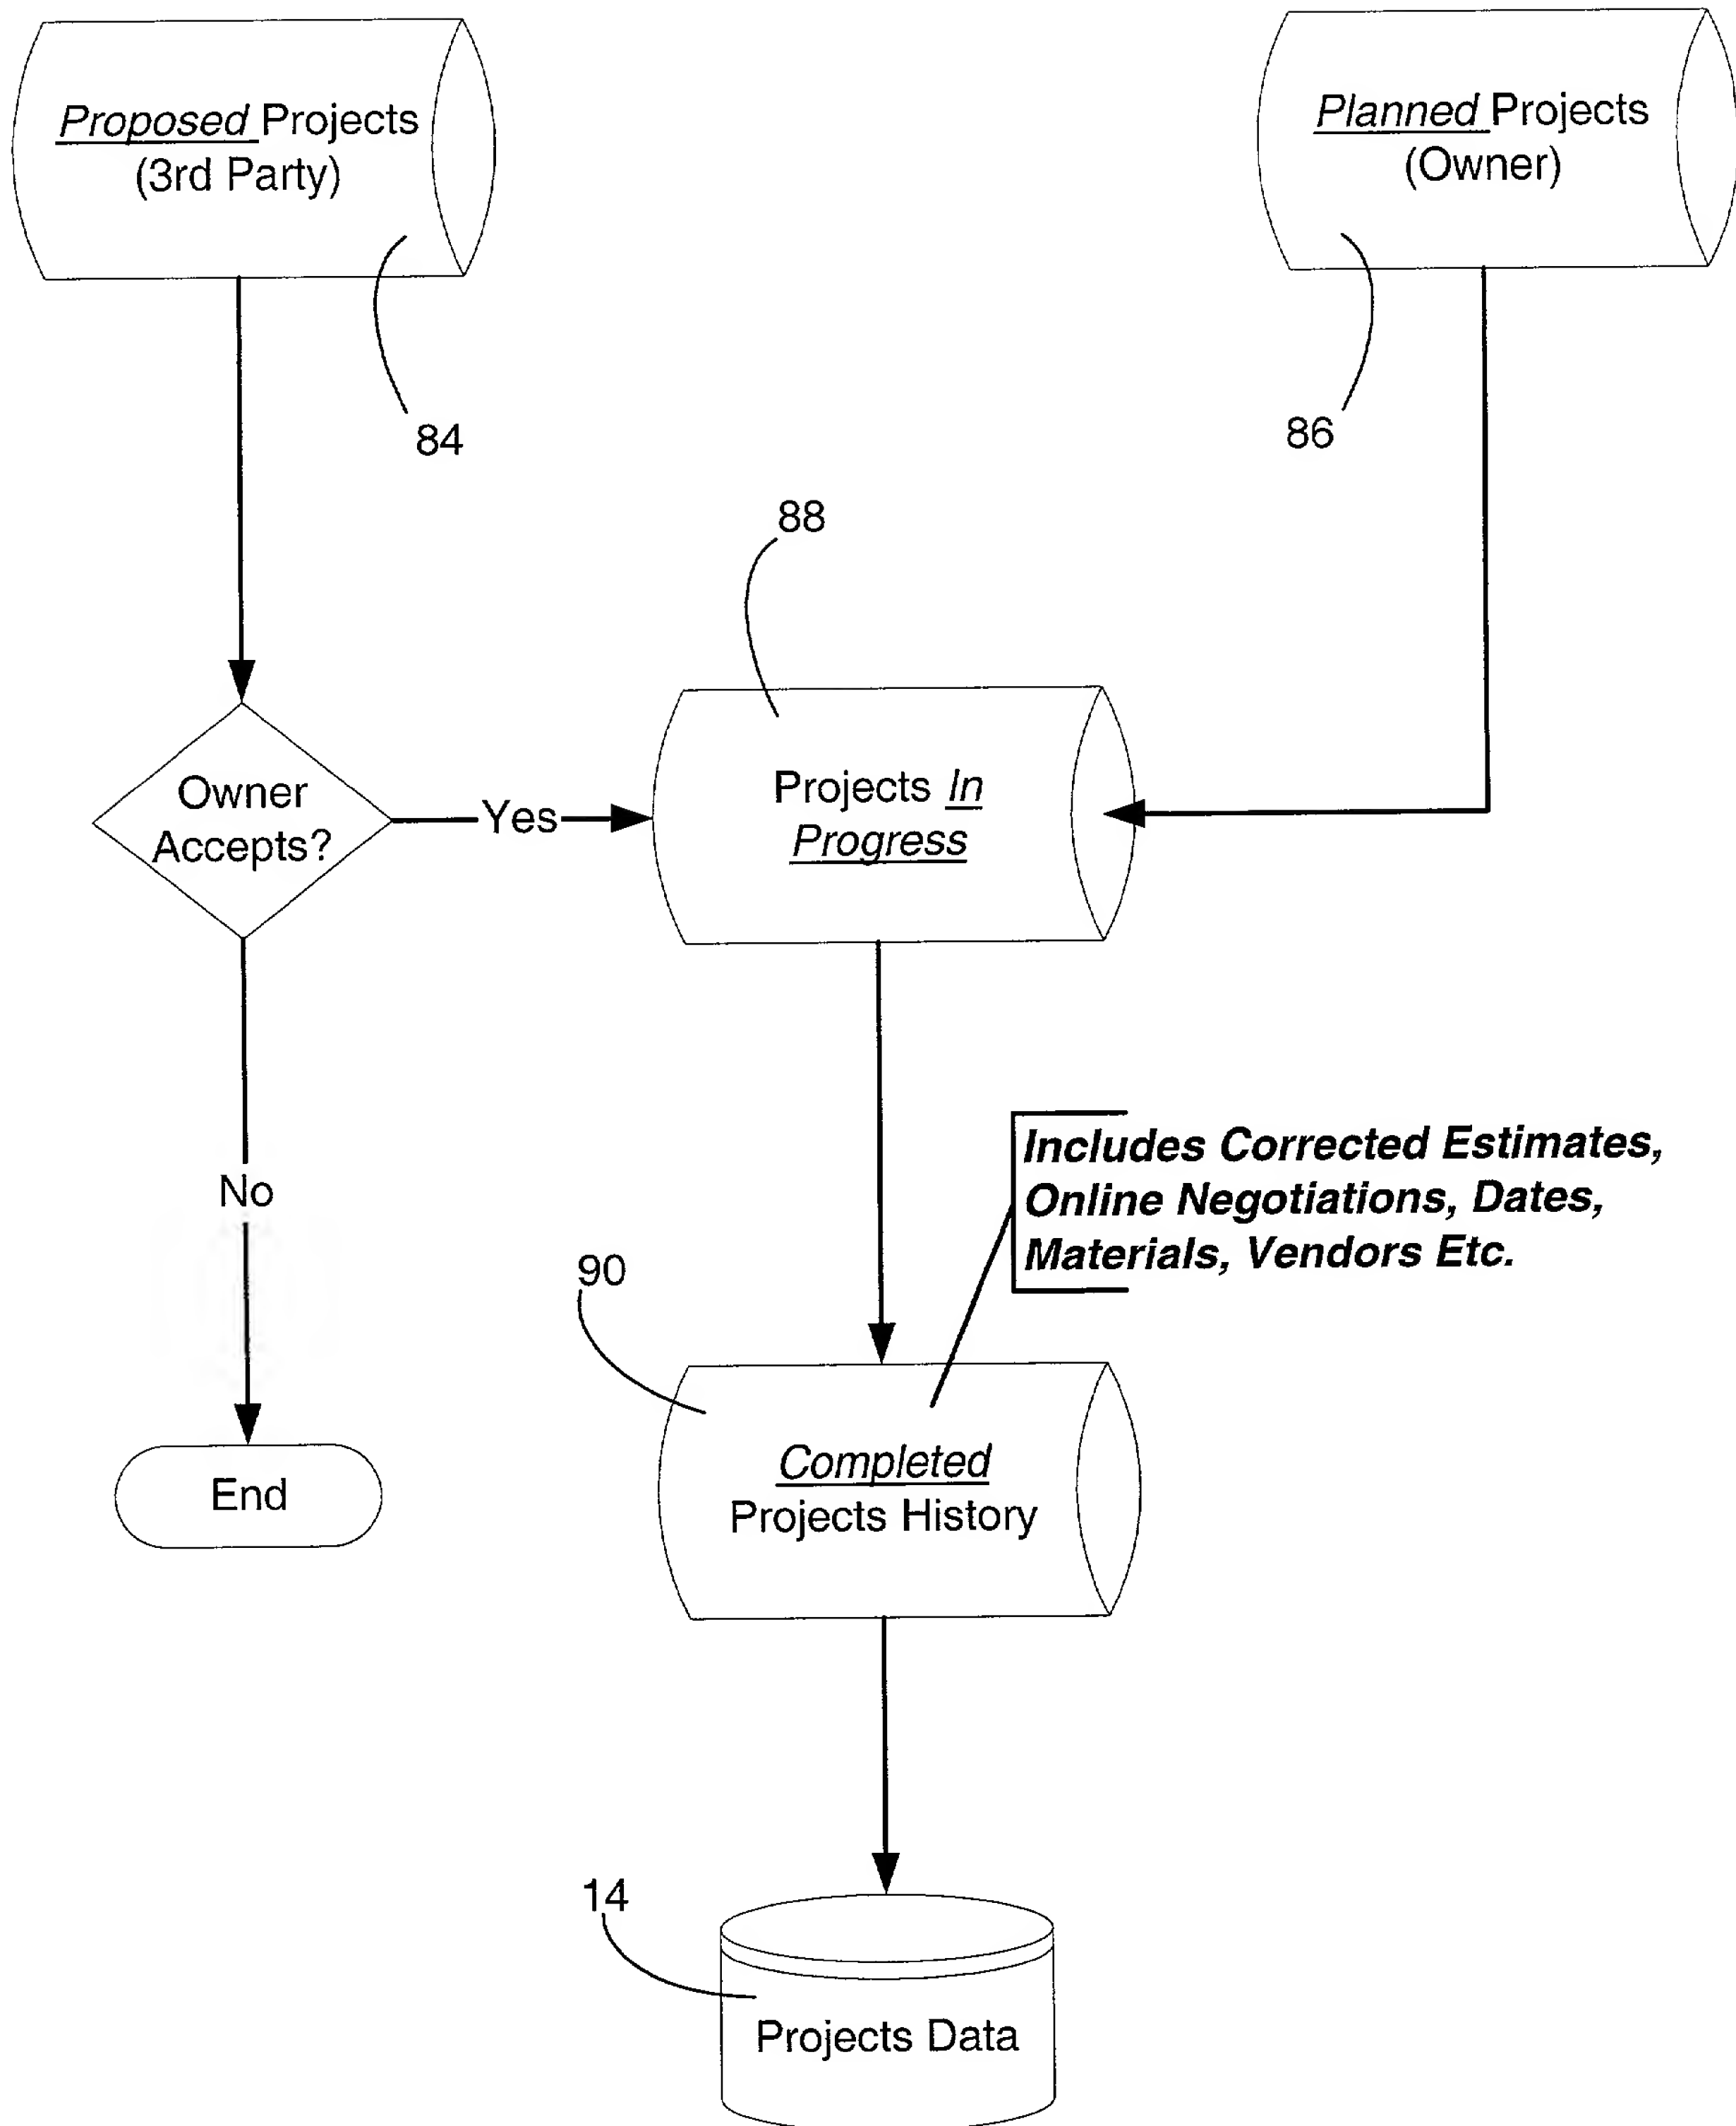 Proposed Projects
(3rd Party)
Planned Projects
(Owner)
84
86
88
Owner
Accepts?
Yes
Projects In
Progress
No
Includes Corrected Estimates,
Online Negotiations, Dates,
Materials, Vendors Etc.
90
Completed
Projects History
End
14
Projects Data